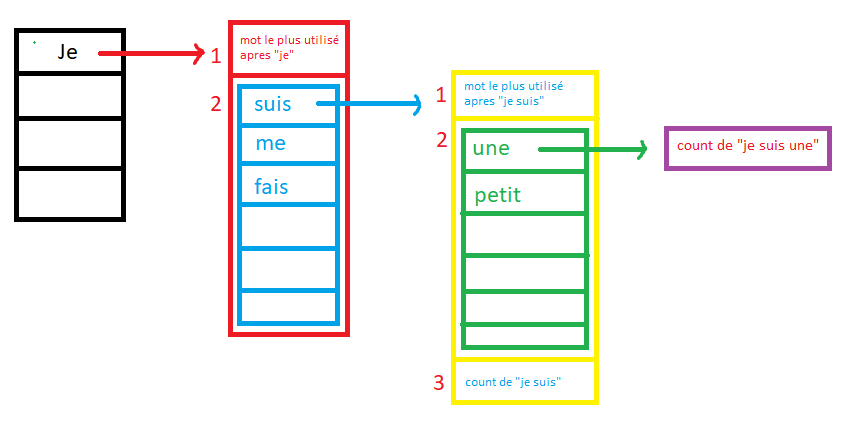 Je
1
mot le plus utilisé
apres "je"
2
suis
me
fais
1
mot le plus utilisé
apres "je suis"
2
une
petit
3
count de "je suis"
count de "je suis une"